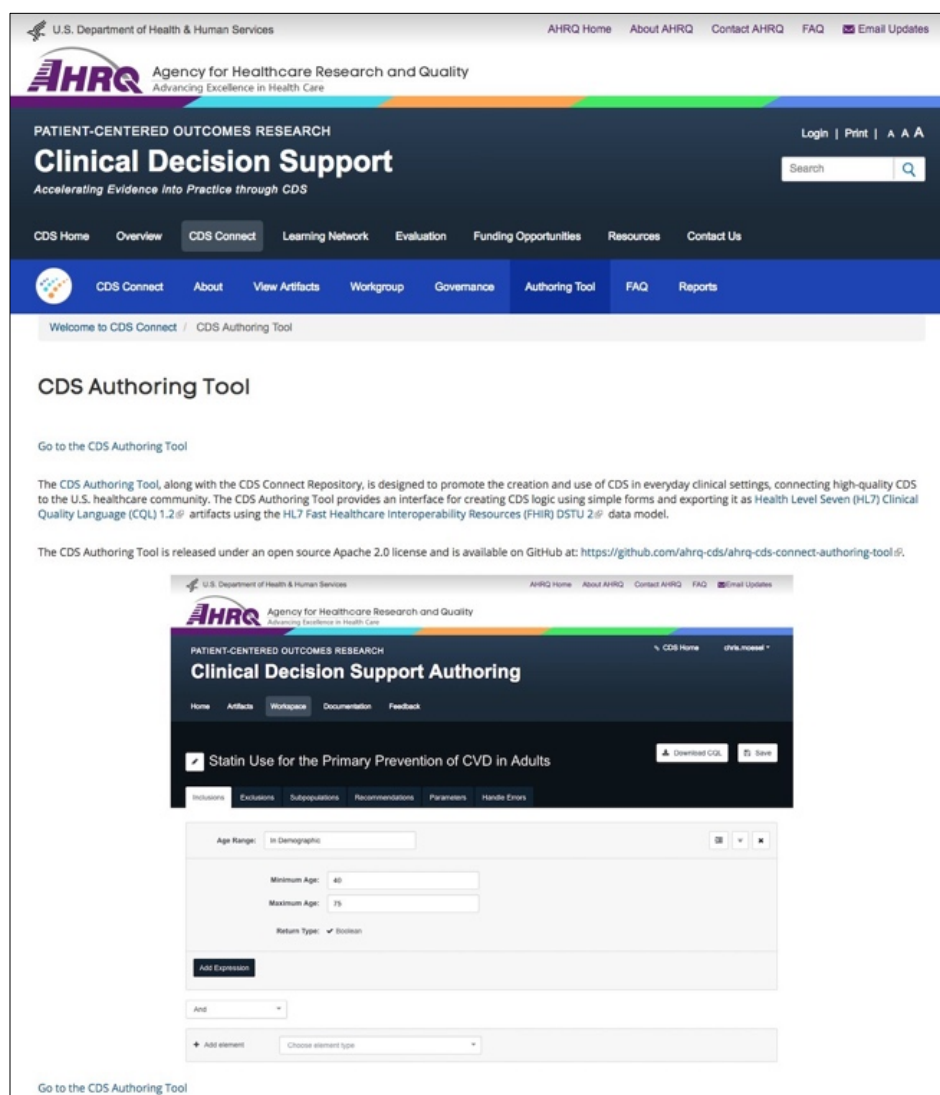 U.S. Department of Health & Human Services AHRQ Home About AHRQ Contact AHRQ FAQ Email Updates
AHRQ Agency for Healthcare Research and Quality
Advancing Excellence in Health Care
PATIENT-CENTERED OUTCOMES RESEARCH
Login | Print | A A A
Clinical Decision Support
Search
Accelerating Evidence into Practice through CDS
CDS Home Overview CDS Connect Learning Network Evaluation Funding Opportunities Resources Contact Us
CDS Connect About View Artifacts Workgroup Governance Authoring Tool FAQ Reports
Welcome to CDS Connect / CDS Authoring Tool
CDS Authoring Tool
Go to the CDS Authoring Tool
The CDS Authoring Tool, along with the CDS Connect Repository, is designed to promote the creation and use of CDS in everyday clinical settings, connecting high-quality CDS
to the U.S. healthcare community. The CDS Authoring Tool provides an interface for creating CDS logic using simple forms and exporting it as Health Level Seven (HL7) Clinical
Quality Language (CQL) 1.2 artifacts using the HL7 Fast Healthcare Interoperability Resources (FHIR) DSTU 2 data model.
The CDS Authoring Tool is released under an open source Apache 2.0 license and is available on GitHub at: https://github.com/ahrq-cds/ahrq-cds-connect-authoring-tool.
U.S. Department of Health & Human Services AHRQ Home About AHRQ Contact AHRQ FAQ Email Updates
AHRQ Agency for Healthcare Research and Quality
Advancing Excellence in Health Care
PATIENT-CENTERED OUTCOMES RESEARCH CDS Home chris.moesel
Clinical Decision Support Authoring
Home Artifacts Workspace Documentation Feedback
Statin Use for the Primary Prevention of CVD in Adults Download CQL Save
Inclusions Exclusions Subpopulations Recommendations Parameters Handle Errors
Age Range: In Demographic
Minimum Age: 40
Maximum Age: 75
Return Type: Boolean
Add Expression
And
Add element Choose element type
Go to the CDS Authoring Tool